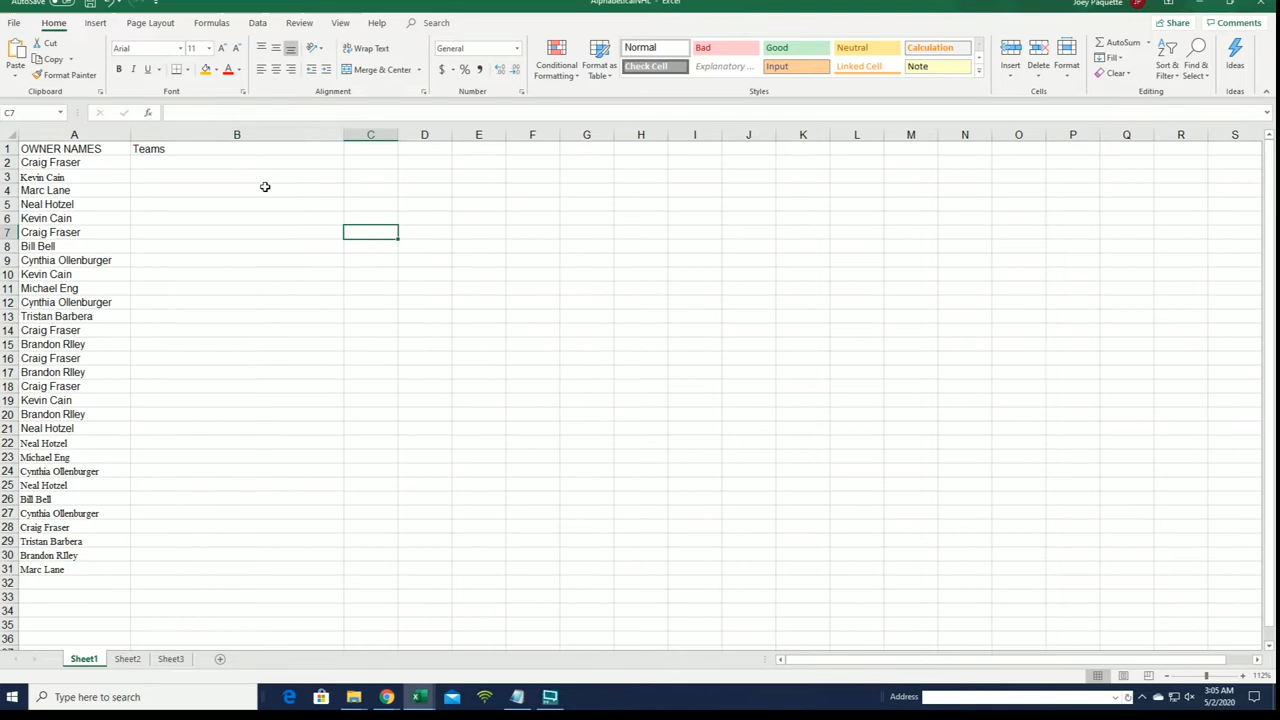 AutoSave
AlphabeticalNHL - Excel
Joey Paquette
JP
File Home Insert Page Layout Formulas Data Review View Help Search
Share Comments
Paste
Cut
Copy
Format Painter
Clipboard
Arial 11
B I U
Font
Wrap Text
Merge & Center
Alignment
General
$ % ,
Number
Conditional
Formatting
Format as
Table
Normal Bad Good Neutral Calculation
Check Cell Explanatory ... Input Linked Cell Note
Styles
Insert Delete Format
Cells
AutoSum
Fill
Clear
Sort &
Filter
Find &
Select
Editing
Ideas
Ideas
C7 fx
A B C D E F G H I J K L M N O P Q R S
1 OWNER NAMES Teams
2 Craig Fraser
3 Kevin Cain
4 Marc Lane
5 Neal Hotzel
6 Kevin Cain
7 Craig Fraser
8 Bill Bell
9 Cynthia Ollenburger
10 Kevin Cain
11 Michael Eng
12 Cynthia Ollenburger
13 Tristan Barbera
14 Craig Fraser
15 Brandon RIley
16 Craig Fraser
17 Brandon RIley
18 Craig Fraser
19 Kevin Cain
20 Brandon RIley
21 Neal Hotzel
22 Neal Hotzel
23 Michael Eng
24 Cynthia Ollenburger
25 Neal Hotzel
26 Bill Bell
27 Cynthia Ollenburger
28 Craig Fraser
29 Tristan Barbera
30 Brandon RIley
31 Marc Lane
32
33
34
35
36
Sheet1 Sheet2 Sheet3
112%
Type here to search
Address
3:05 AM
5/2/2020